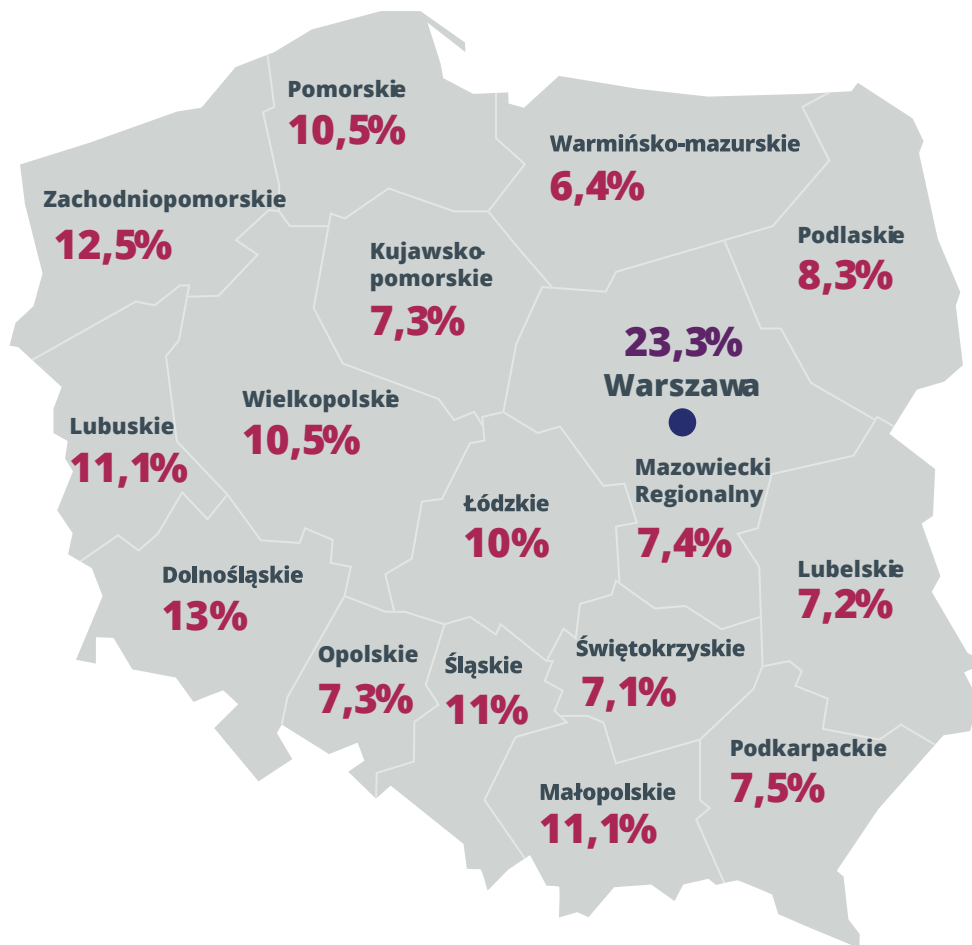 Pomorskie
10,5%
Warmińsko-mazurskie
6,4%
Zachodniopomorskie
12,5%
Kujawsko-
pomorskie
7,3%
Podlaskie
8,3%
23,3%
Warszawa
Wielkopolskie
10,5%
Lubuskie
11,1%
Mazowiecki
Regionalny
7,4%
Łódzkie
10%
Lubelskie
7,2%
Dolnośląskie
13%
Opolskie
7,3%
Śląskie
11%
Świętokrzyskie
7,1%
Podkarpackie
7,5%
Małopolskie
11,1%